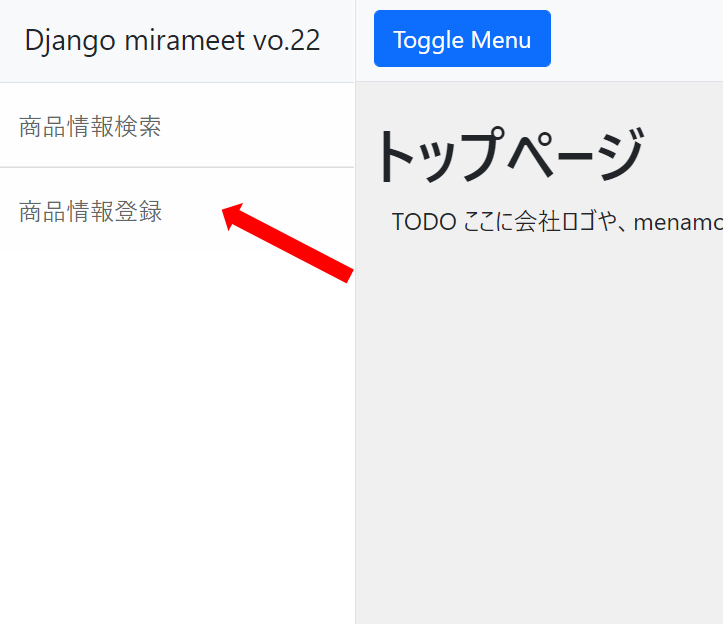 Django mirameet vo.22
商品情報検索
商品情報登録
Toggle Menu
トップページ
TODO ここに会社ロゴや、menamo